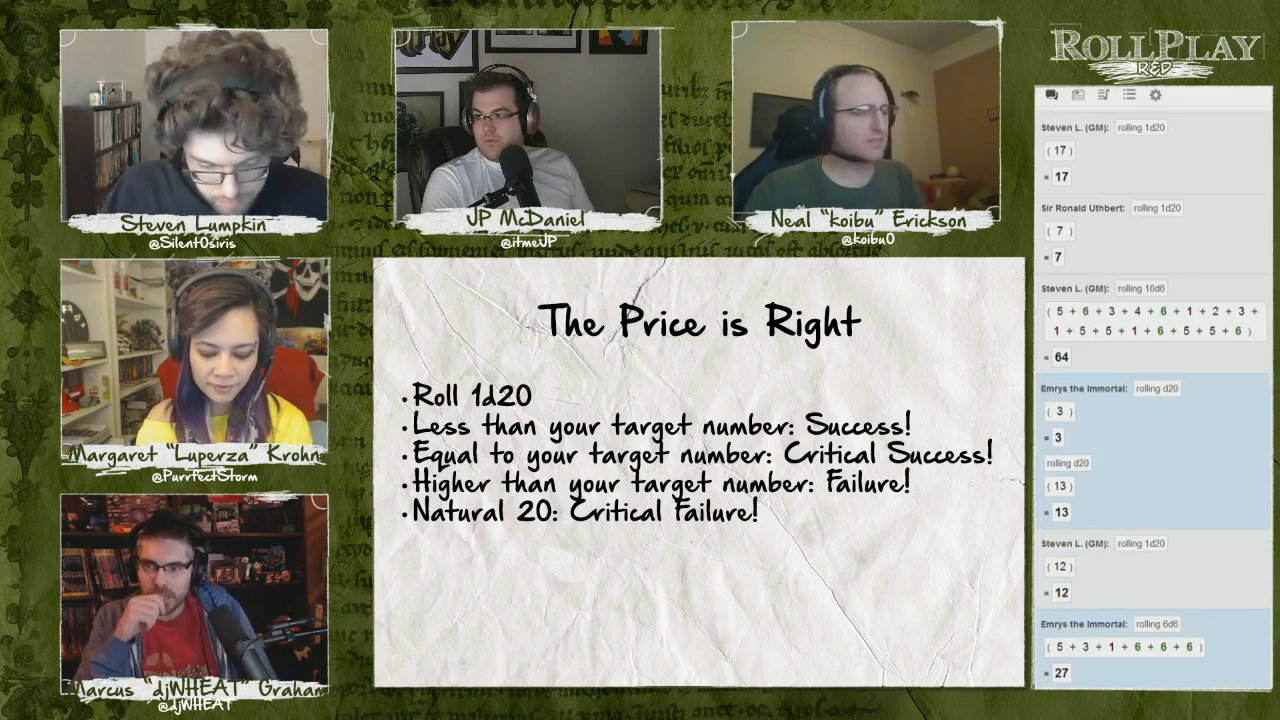 ROLLPLAY
R&D
Steven Lumpkin
@SilentOsiris
JP McDaniel
@itmeJP
Neal "koibu" Erickson
@koibu0
Margaret "Luperza" Krohn
@PurrfectStorm
Marcus "djWHEAT" Graham
@djWHEAT
The Price is Right
• Roll 1d20
• Less than your target number: Success!
• Equal to your target number: Critical Success!
• Higher than your target number: Failure!
• Natural 20: Critical Failure!
Steven L. (GM): rolling 1d20
( 17 )
= 17
Sir Ronald Uthbert: rolling 1d20
( 7 )
= 7
Steven L. (GM): rolling 16d6
( 5 + 6 + 3 + 4 + 6 + 1 + 2 + 3 +
1 + 5 + 5 + 1 + 6 + 5 + 5 + 6 )
= 64
Emrys the Immortal: rolling d20
( 3 )
= 3
rolling d20
( 13 )
= 13
Steven L. (GM): rolling 1d20
( 12 )
= 12
Emrys the Immortal: rolling 6d6
( 5 + 3 + 1 + 6 + 6 + 6 )
= 27